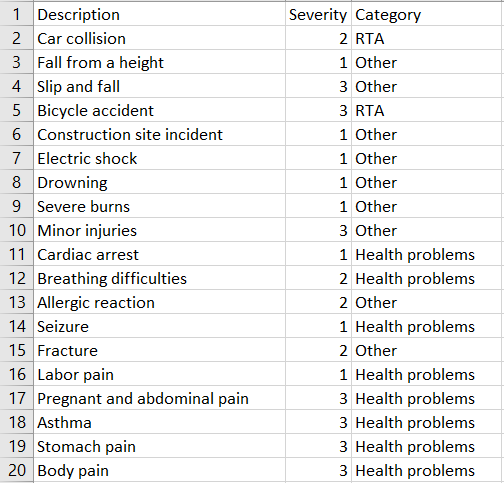 1 Description Severity Category
2 Car collision 2 RTA
3 Fall from a height 1 Other
4 Slip and fall 3 Other
5 Bicycle accident 3 RTA
6 Construction site incident 1 Other
7 Electric shock 1 Other
8 Drowning 1 Other
9 Severe burns 1 Other
10 Minor injuries 3 Other
11 Cardiac arrest 1 Health problems
12 Breathing difficulties 2 Health problems
13 Allergic reaction 2 Other
14 Seizure 1 Health problems
15 Fracture 2 Other
16 Labor pain 1 Health problems
17 Pregnant and abdominal pain 3 Health problems
18 Asthma 3 Health problems
19 Stomach pain 3 Health problems
20 Body pain 3 Health problems